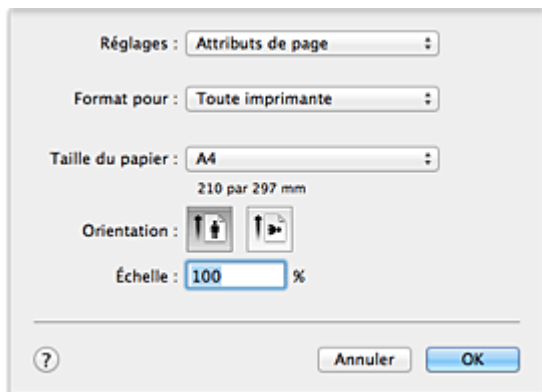 Réglages : Attributs de page
Format pour : Toute imprimante
Taille du papier : A4
210 par 297 mm
Orientation :
Échelle : 100 %
? Annuler OK